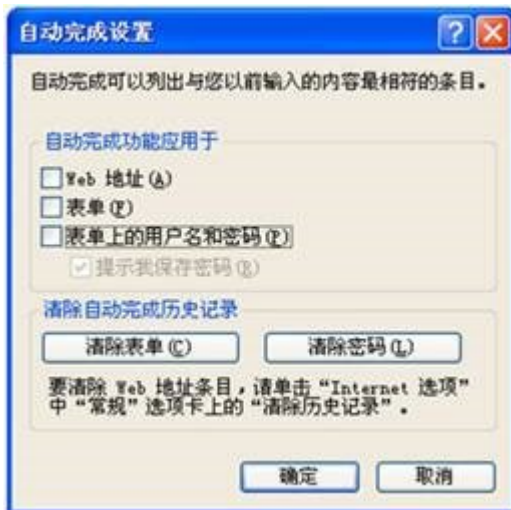 自动完成设置
自动完成可以列出与您以前输入的内容最相符的条目。
自动完成功能应用于
Web 地址(A)
表单(F)
表单上的用户名和密码(P)
提示我保存密码(R)
清除自动完成历史记录
清除表单(C) 清除密码(L)
要清除 Web 地址条目，请单击“Internet 选项”
中“常规”选项卡上的“清除历史记录”.
确定 取消